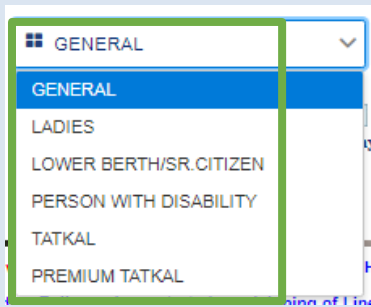 GENERAL
GENERAL
LADIES
LOWER BERTH/SR.CITIZEN
PERSON WITH DISABILITY
TATKAL
PREMIUM TATKAL